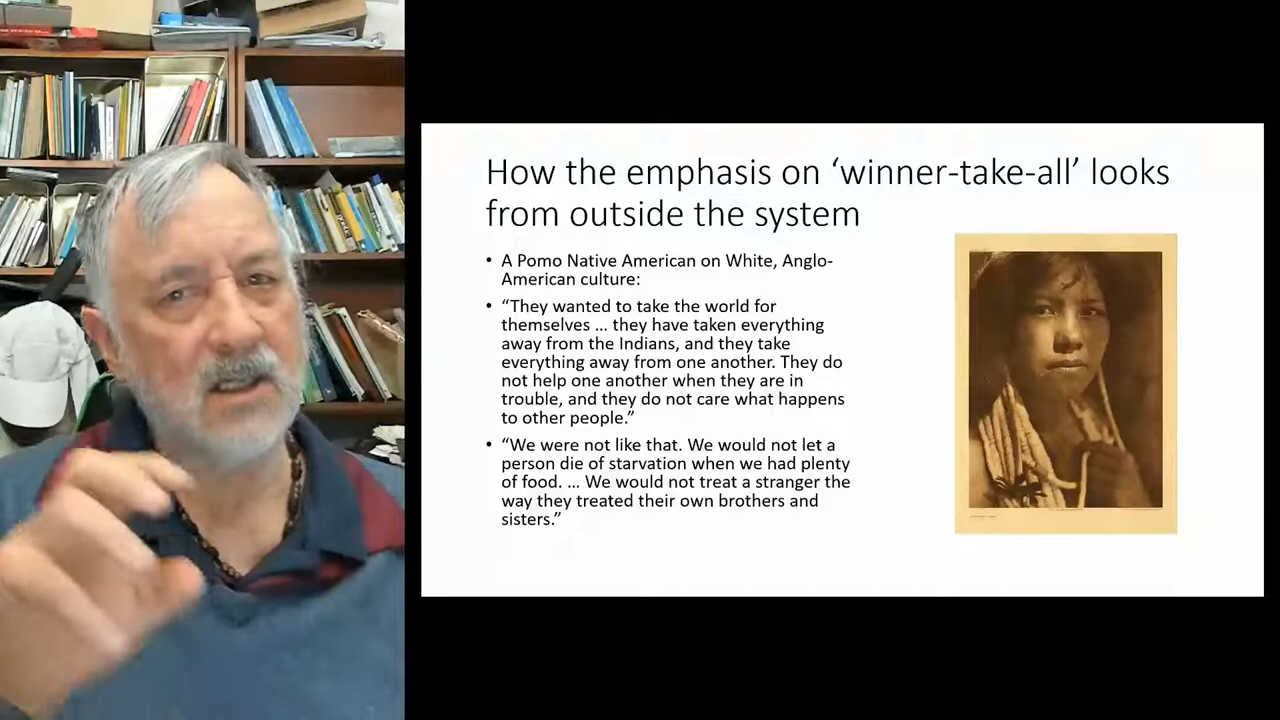 How the emphasis on ‘winner-take-all’ looks
from outside the system
• A Pomo Native American on White, Anglo-
American culture:
• “They wanted to take the world for
themselves … they have taken everything
away from the Indians, and they take
everything away from one another. They do
not help one another when they are in
trouble, and they do not care what happens
to other people.”
• “We were not like that. We would not let a
person die of starvation when we had plenty
of food. … We would not treat a stranger the
way they treated their own brothers and
sisters.”